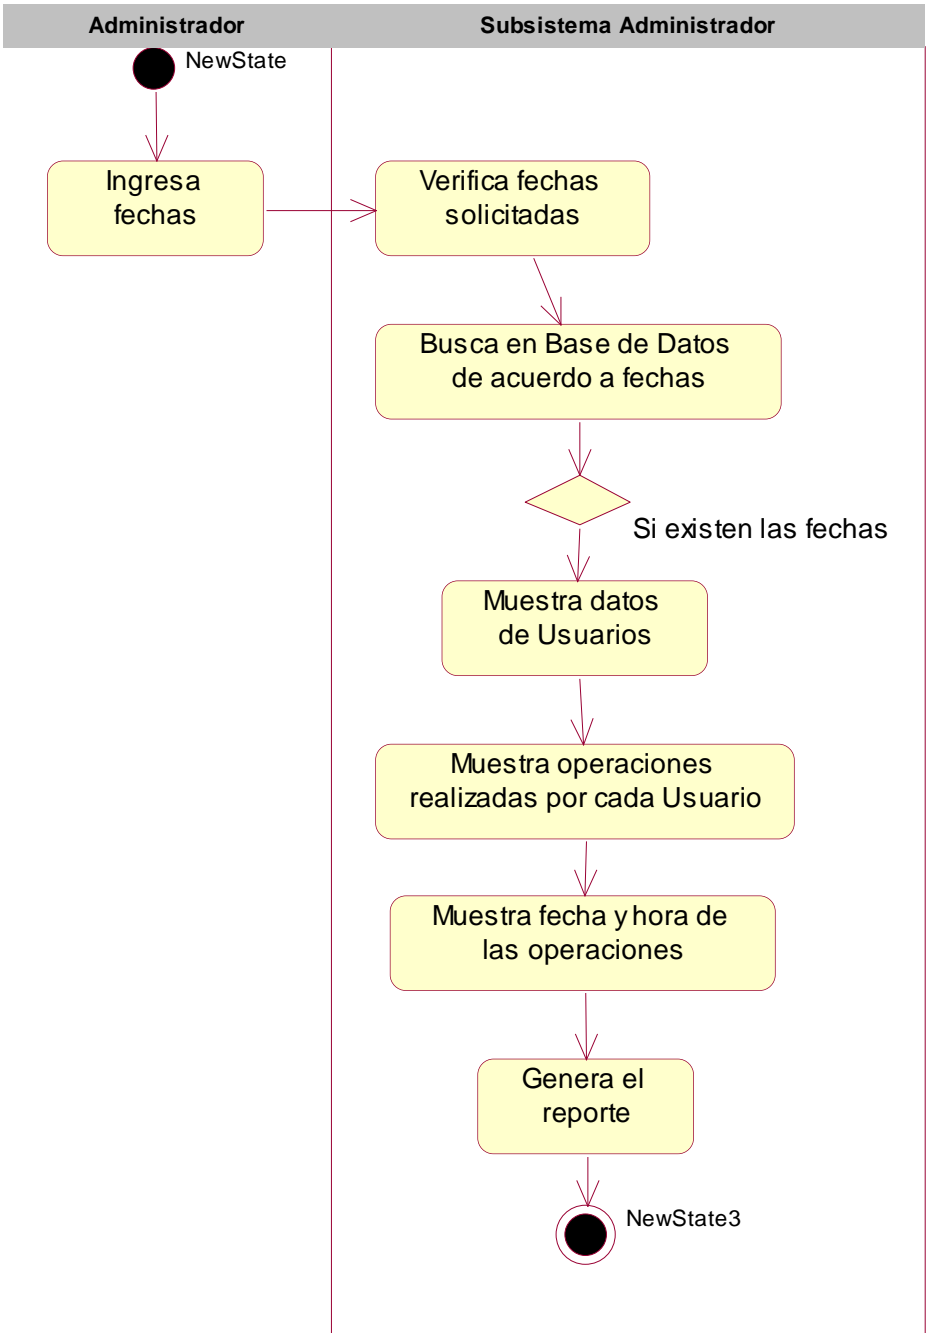 Administrador
Subsistema Administrador
NewState
Ingresa
fechas
Verifica fechas
solicitadas
Busca en Base de Datos
de acuerdo a fechas
Si existen las fechas
Muestra datos
de Usuarios
Muestra operaciones
realizadas por cada Usuario
Muestra fecha y hora de
las operaciones
Genera el
reporte
NewState3